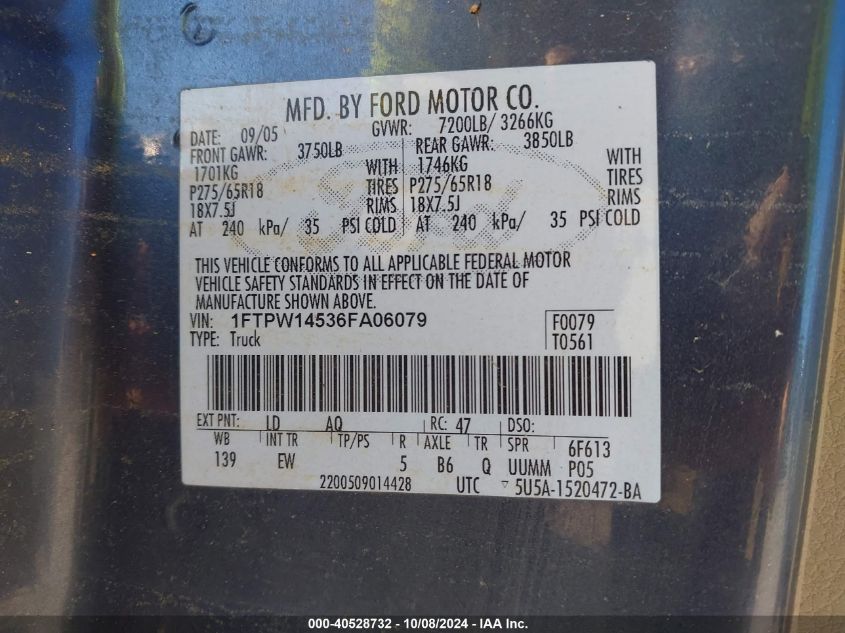 MFD. BY FORD MOTOR CO.
DATE: 09/05 GVWR: 7200LB/ 3266KG
FRONT GAWR: 3750LB REAR GAWR: 3850LB
1701KG WITH 1746KG WITH
P275/65R18 TIRES P275/65R18 TIRES
18X7.5J RIMS 18X7.5J RIMS
AT 240 kPa/ 35 PSI COLD AT 240 kPa/ 35 PSI COLD
Ford
THIS VEHICLE CONFORMS TO ALL APPLICABLE FEDERAL MOTOR
VEHICLE SAFETY STANDARDS IN EFFECT ON THE DATE OF
MANUFACTURE SHOWN ABOVE.
VIN: 1FTPW14536FA06079 F0079
TYPE: Truck T0561
EXT PNT: LD AQ RC: 47 DSO:
WB INT TR TP/PS R AXLE TR SPR 6F613
139 EW 5 B6 Q UUMM P05
2200509014428 UTC ▽ 5U5A-1520472-BA
000-40528732 - 10/08/2024 - IAA Inc.